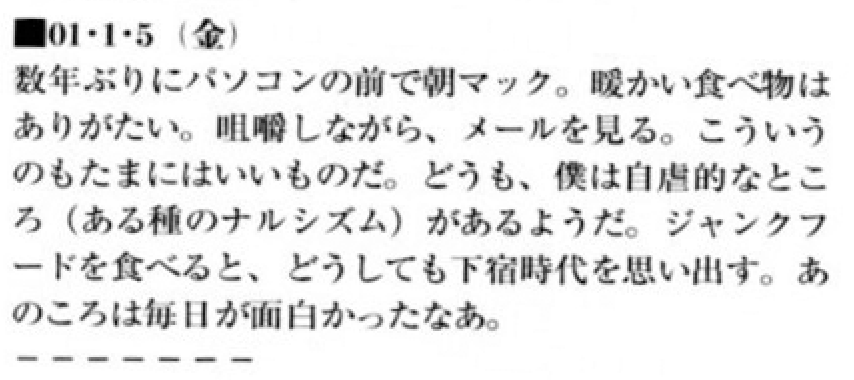 ■01・1・5（金）
数年ぶりにパソコンの前で朝マック。暖かい食べ物は
ありがたい。咀嚼しながら、メールを見る。こういう
のもたまにはいいものだ。どうも、僕は自虐的なとこ
ろ（ある種のナルシズム）があるようだ。ジャンクフ
ードを食べると、どうしても下宿時代を思い出す。あ
のころは毎日が面白かったなあ。
－－－－－－－